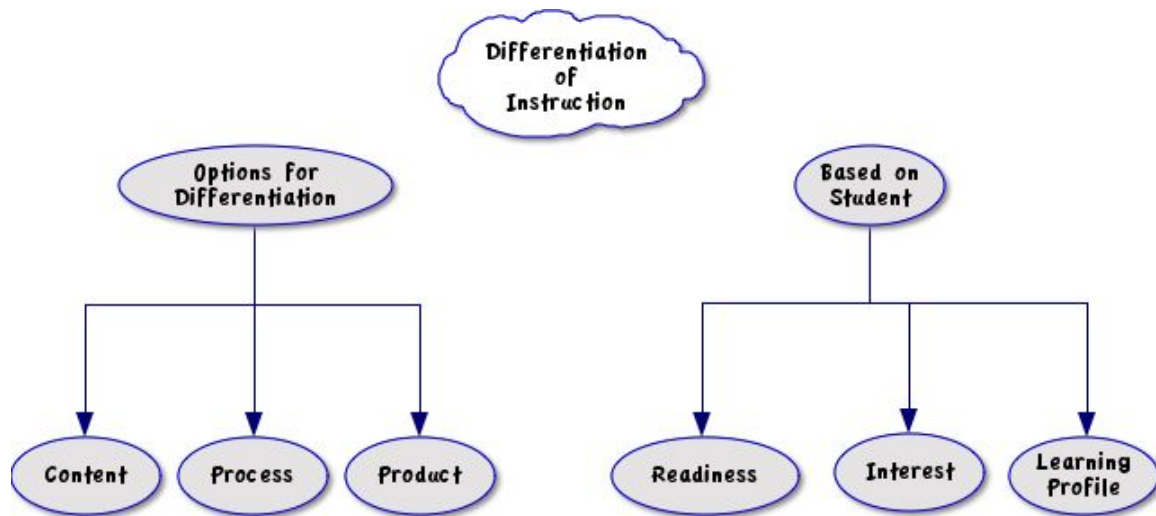 Differentiation
of
Instruction
Options for
Differentiation
Based on
Student
Content
Process
Product
Readiness
Interest
Learning
Profile